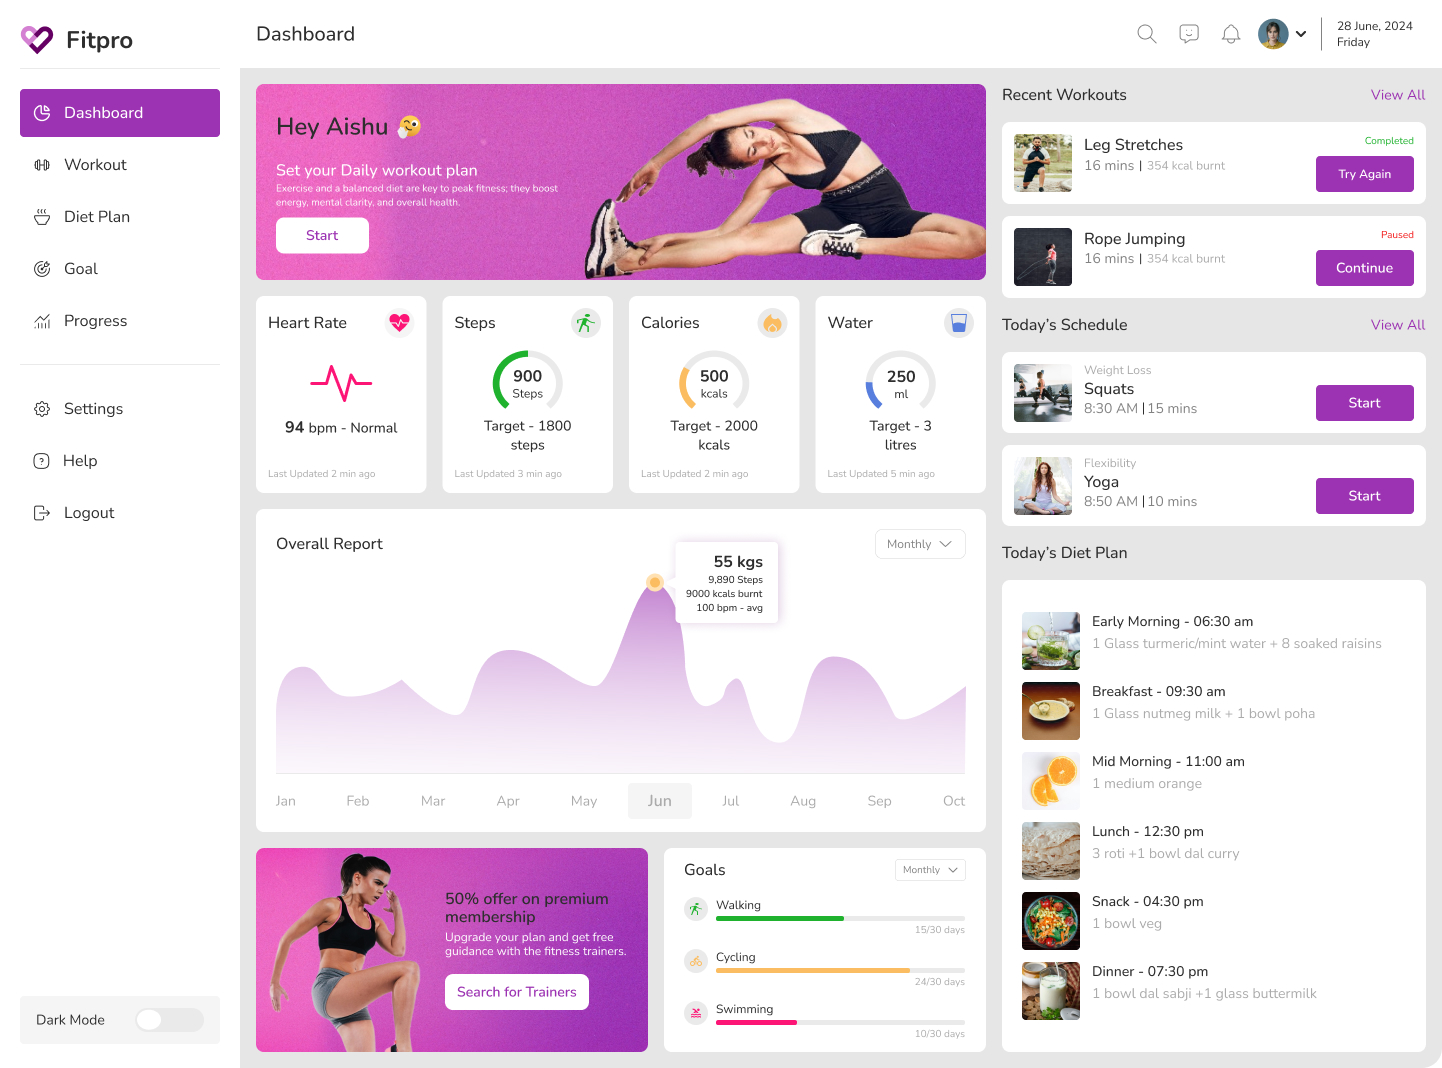 Fitpro
Dashboard
Workout
Diet Plan
Goal
Progress
Settings
Help
Logout
Dark Mode
Dashboard
28 June, 2024
Friday
Hey Aishu
Set your Daily workout plan
Exercise and a balanced diet are key to peak fitness; they boost
energy, mental clarity, and overall health.
Start
Heart Rate
94 bpm - Normal
Last Updated 2 min ago
Steps
900
Steps
Target - 1800
steps
Last Updated 3 min ago
Calories
500
kcals
Target - 2000
kcals
Last Updated 2 min ago
Water
250
ml
Target - 3
litres
Last Updated 5 min ago
Overall Report
Monthly
55 kgs
9,890 Steps
9000 kcals burnt
100 bpm - avg
Jan Feb Mar Apr May Jun Jul Aug Sep Oct
50% offer on premium
membership
Upgrade your plan and get free
guidance with the fitness trainers.
Search for Trainers
Goals
Monthly
Walking
15/30 days
Cycling
24/30 days
Swimming
10/30 days
Recent Workouts
View All
Leg Stretches
16 mins | 354 kcal burnt
Completed
Try Again
Rope Jumping
16 mins | 354 kcal burnt
Paused
Continue
Today's Schedule
View All
Weight Loss
Squats
8:30 AM | 15 mins
Start
Flexibility
Yoga
8:50 AM | 10 mins
Start
Today's Diet Plan
Early Morning - 06:30 am
1 Glass turmeric/mint water + 8 soaked raisins
Breakfast - 09:30 am
1 Glass nutmeg milk + 1 bowl poha
Mid Morning - 11:00 am
1 medium orange
Lunch - 12:30 pm
3 roti +1 bowl dal curry
Snack - 04:30 pm
1 bowl veg
Dinner - 07:30 pm
1 bowl dal sabji +1 glass buttermilk